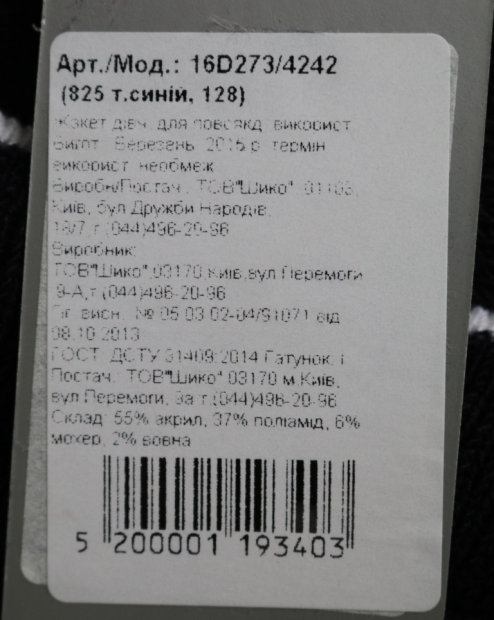 Арт./Мод.: 16D273/4242
(825 т.синій, 128)
Жакет дівч. для повсякд. використ.
Вигот.: Березень, 2016 р. термін
використ. необмеж.
Виробн/Постач.: ТОВ"Шико",
Київ, бул Дружби Народів,
18/7, т.(044)496-20-96
Виробник:
ТОВ"Шико",03170,Київ,вул Перемоги
9-А,т.(044)496-20-96
Гіг. висн. № 05.03.02-04/91071 від
08.10.2013
ГОСТ: ДСТУ 31409:2014 Гатунок: І
Постач.: ТОВ"Шико" 03170 м.Київ,
вул Перемоги, 9а т.(044)496-20-96
Склад: 55% акрил, 37% поліамід, 6%
мохер, 2% вовна
5 200001 193403